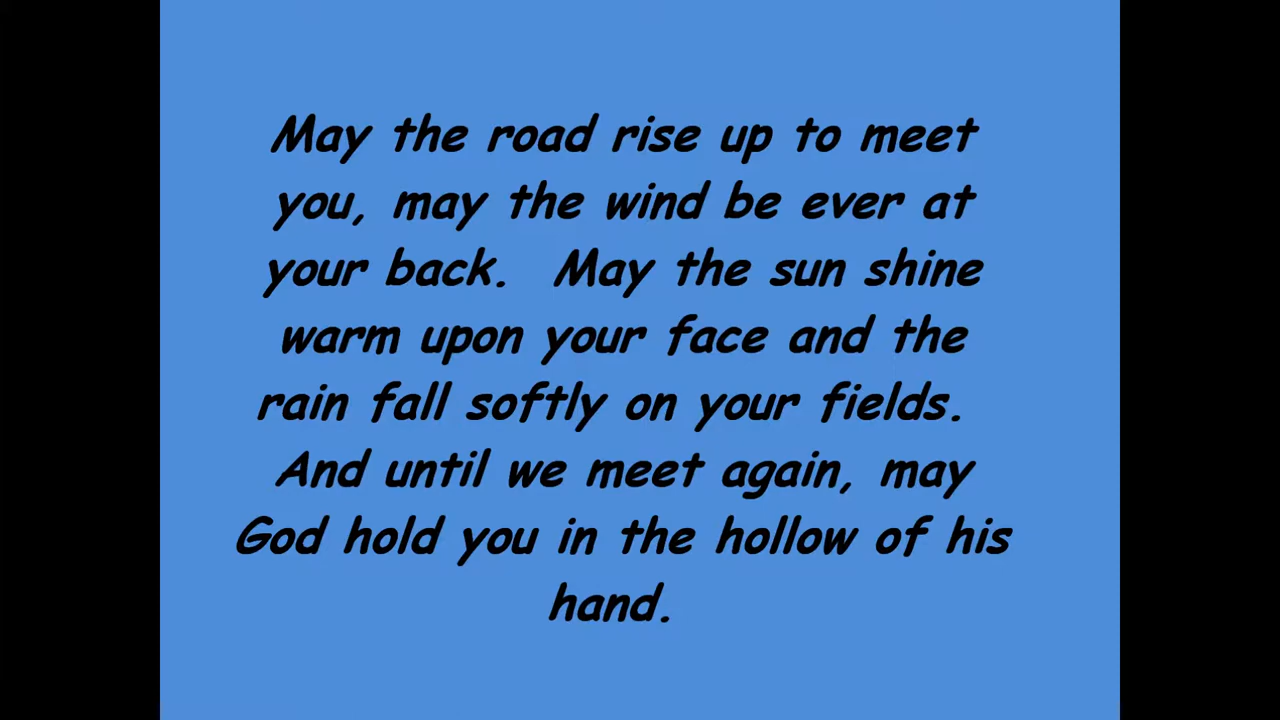 May the road rise up to meet
you, may the wind be ever at
your back.  May the sun shine
warm upon your face and the
rain fall softly on your fields.
And until we meet again, may
God hold you in the hollow of his
hand.